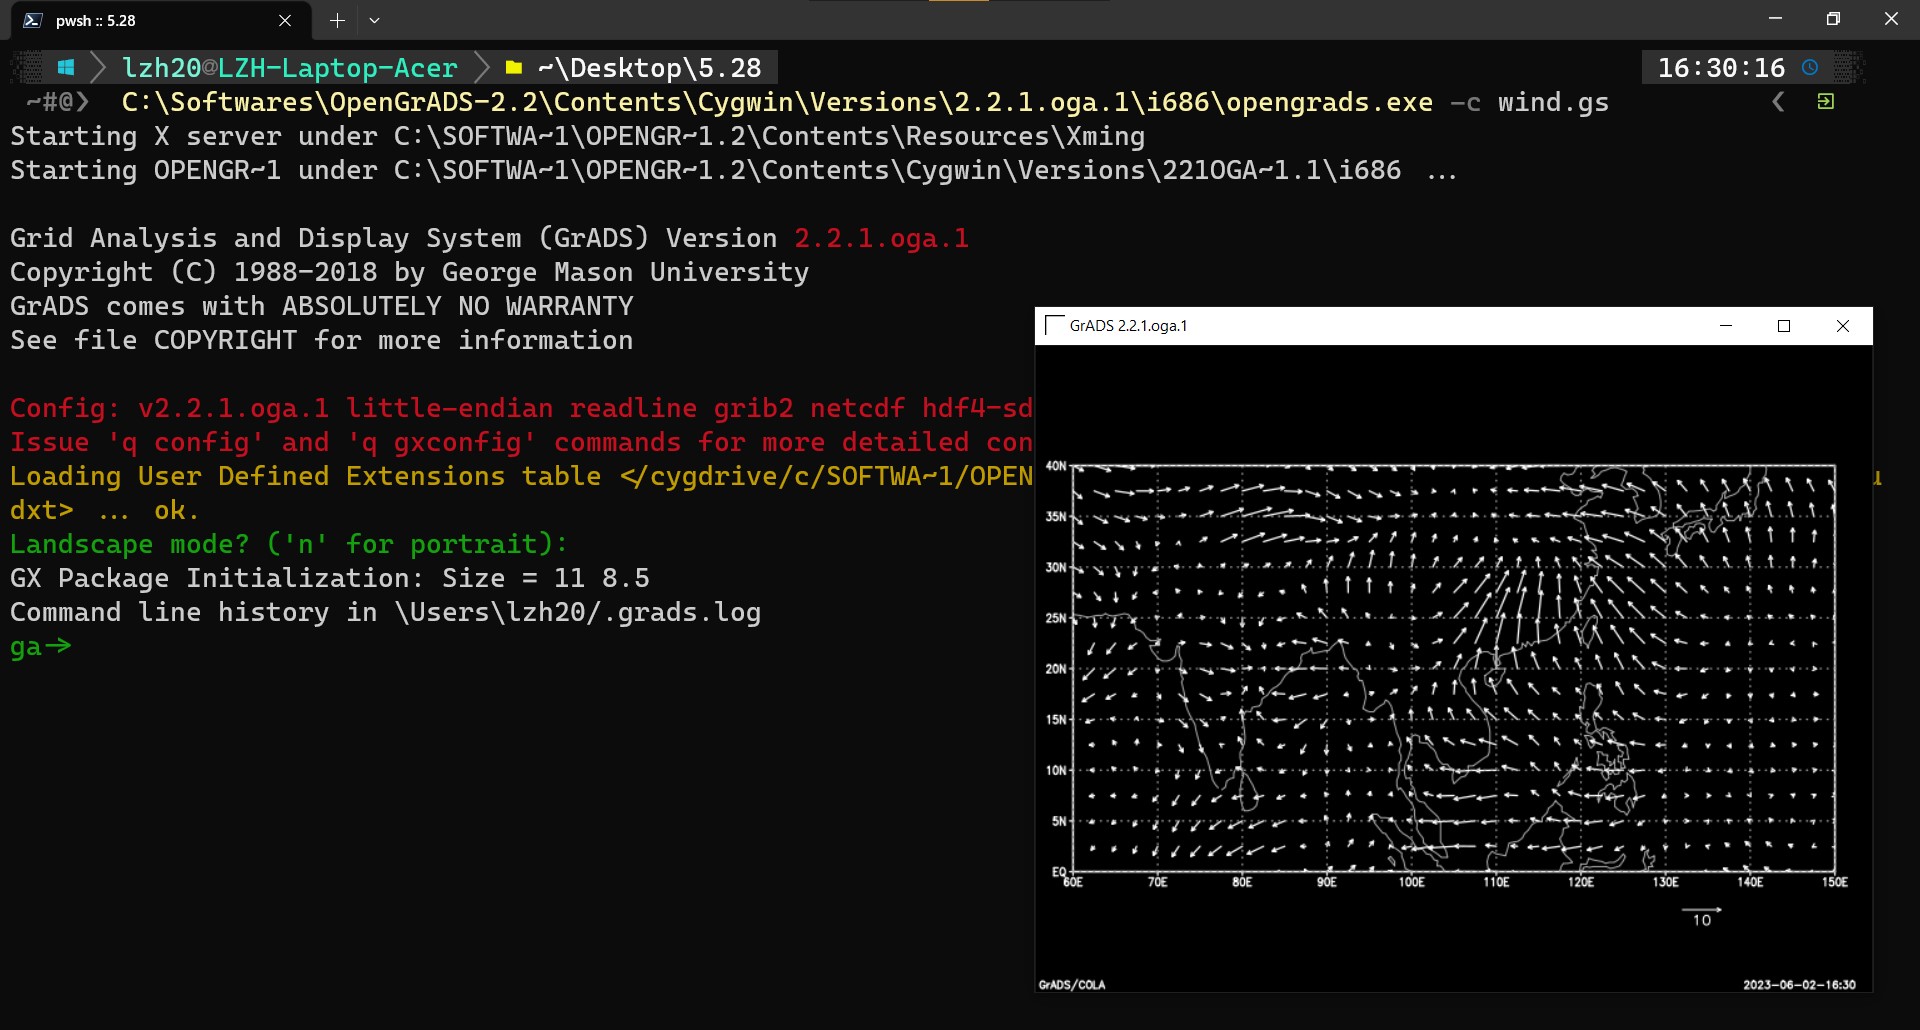 pwsh :: 5.28
lzh20@LZH-Laptop-Acer ~\Desktop\5.28 16:30:16
~#@❯ C:\Softwares\OpenGrADS-2.2\Contents\Cygwin\Versions\2.2.1.oga.1\i686\opengrads.exe -c wind.gs
Starting X server under C:\SOFTWA~1\OPENGR~1.2\Contents\Resources\Xming
Starting OPENGR~1 under C:\SOFTWA~1\OPENGR~1.2\Contents\Cygwin\Versions\221OGA~1.1\i686 ...
Grid Analysis and Display System (GrADS) Version 2.2.1.oga.1
Copyright (C) 1988-2018 by George Mason University
GrADS comes with ABSOLUTELY NO WARRANTY
See file COPYRIGHT for more information
Config: v2.2.1.oga.1 little-endian readline grib2 netcdf hdf4-sd
Issue 'q config' and 'q gxconfig' commands for more detailed con
Loading User Defined Extensions table </cygdrive/c/SOFTWA~1/OPEN u
dxt> ... ok.
Landscape mode? ('n' for portrait):
GX Package Initialization: Size = 11 8.5
Command line history in \Users\lzh20/.grads.log
ga->
GrADS 2.2.1.oga.1
40N
35N
30N
25N
20N
15N
10N
5N
EQ
60E 70E 80E 90E 100E 110E 120E 130E 140E 150E
10
GrADS/COLA 2023-06-02-16:30